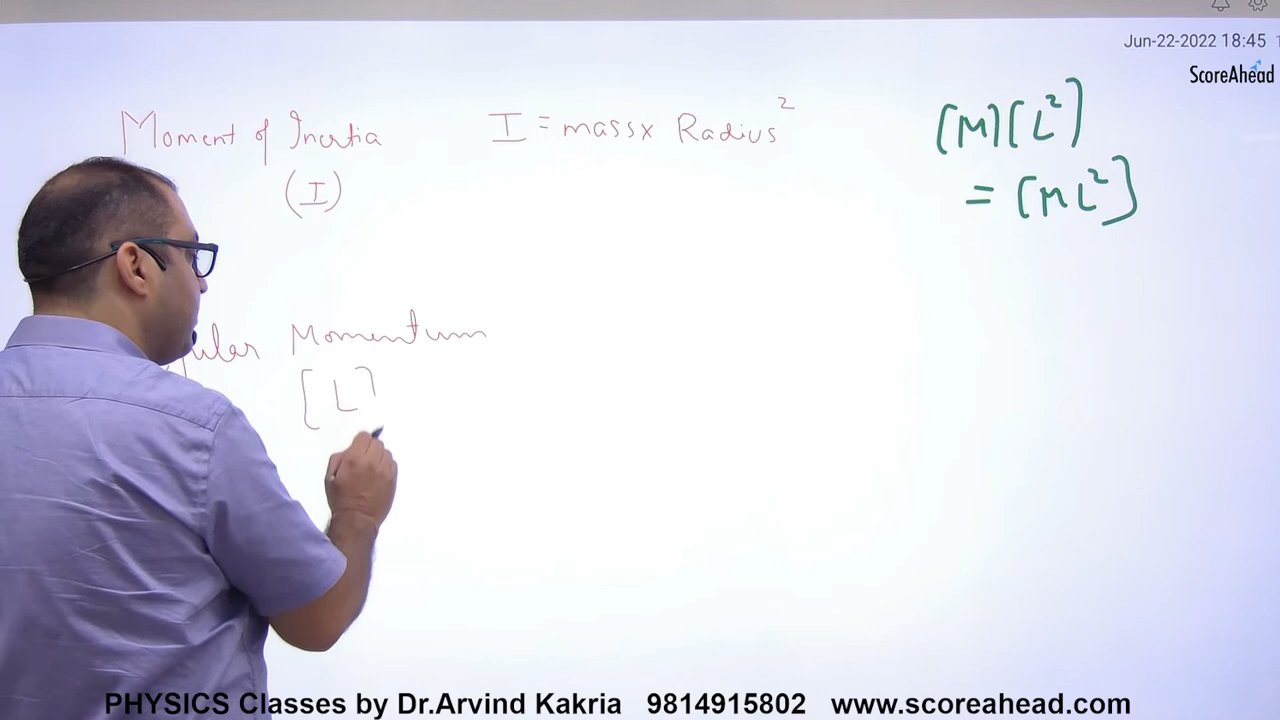 Jun-22-2022 18:45
ScoreAhead
Moment of Inertia
(I)
I = mass x Radius²
[M][L²]
= [ML²]
Momentum
[L]
PHYSICS Classes by Dr.Arvind Kakria 9814915802 www.scoreahead.com